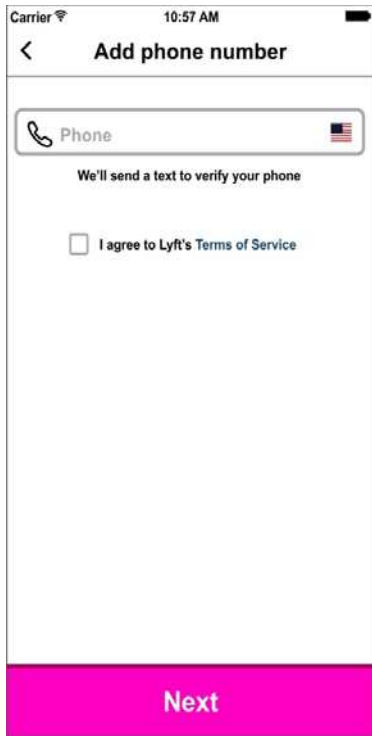 Carrier 10:57 AM
Add phone number
Phone
We'll send a text to verify your phone
I agree to Lyft's Terms of Service
Next